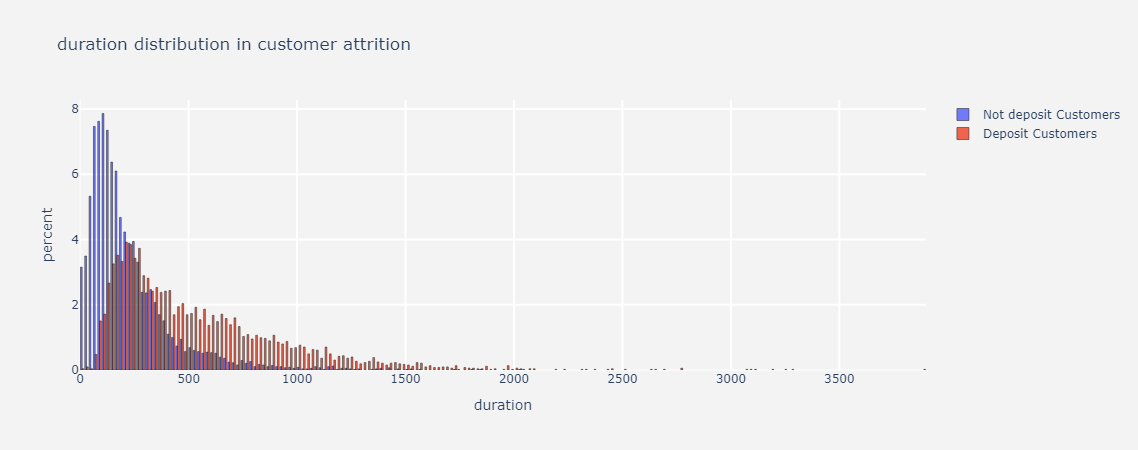 duration distribution in customer attrition
Not deposit Customers
Deposit Customers
8
6
4
2
0
percent
0
500
1000
1500
2000
2500
3000
3500
duration